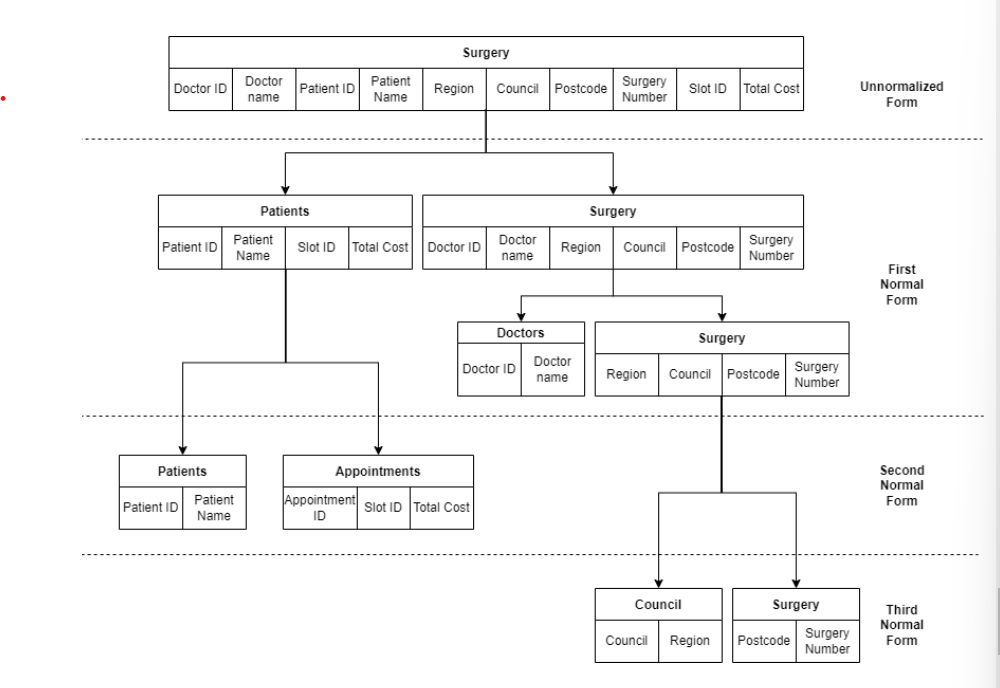 Surgery
Doctor ID
Doctor
name
Patient ID
Patient
Name
Region
Council
Postcode
Surgery
Number
Slot ID
Total Cost
Unnormalized
Form
Patients
Patient ID
Patient
Name
Slot ID
Total Cost
Surgery
Doctor ID
Doctor
name
Region
Council
Postcode
Surgery
Number
First
Normal
Form
Doctors
Doctor ID
Doctor
name
Surgery
Region
Council
Postcode
Surgery
Number
Patients
Patient ID
Patient
Name
Appointments
Appointment
ID
Slot ID
Total Cost
Second
Normal
Form
Council
Council
Region
Surgery
Postcode
Surgery
Number
Third
Normal
Form